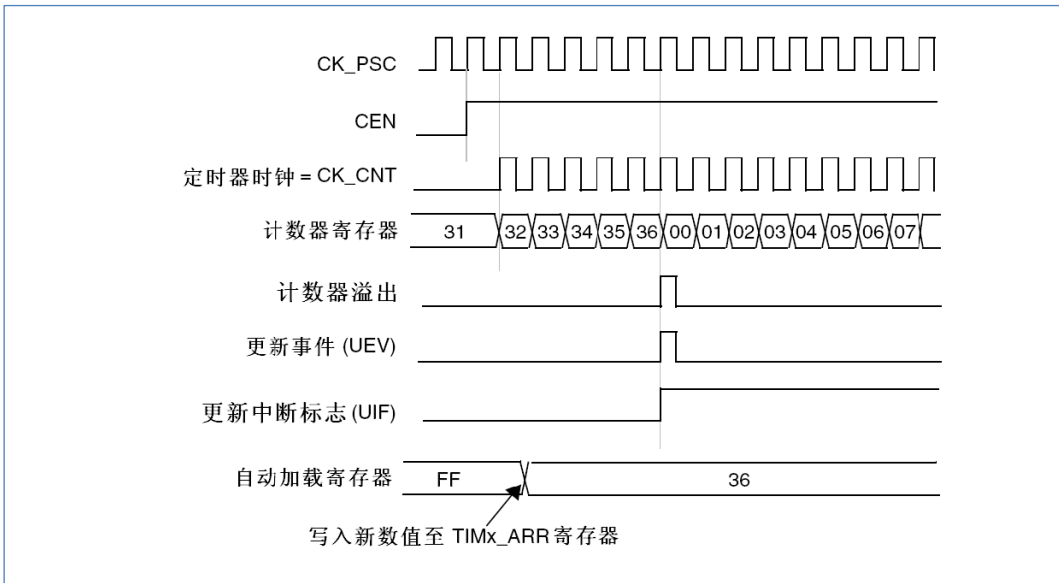 CK_PSC
CEN
定时器时钟 = CK_CNT
计数器寄存器 31 32 33 34 35 36 00 01 02 03 04 05 06 07
计数器溢出
更新事件 (UEV)
更新中断标志 (UIF)
自动加载寄存器 FF 36
写入新数值至 TIMx_ARR 寄存器